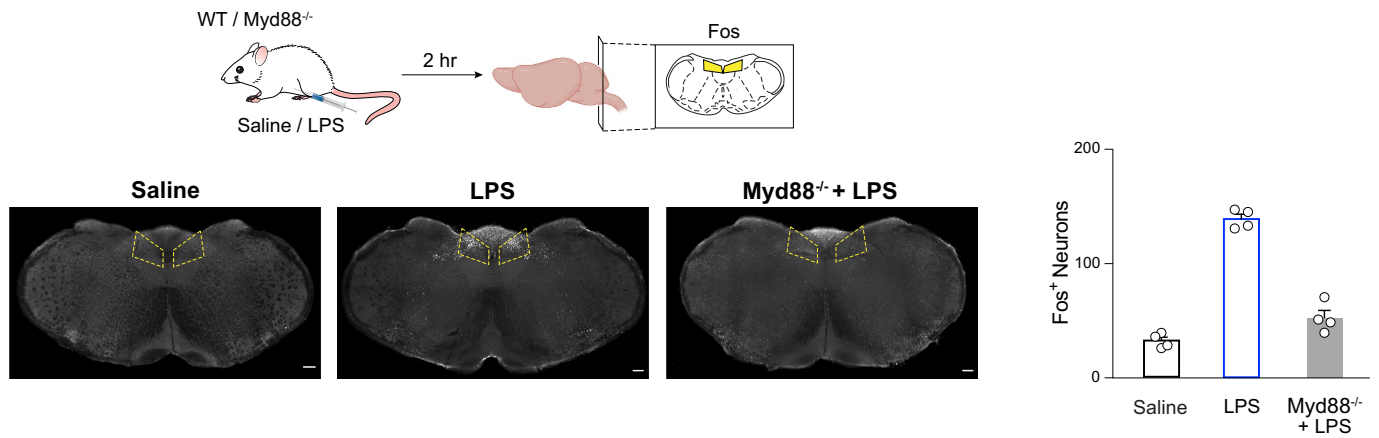 WT / Myd88-/-
Saline / LPS
2 hr
Fos
Saline
LPS
Myd88-/- + LPS
Fos+ Neurons
200
100
0
Saline
LPS
Myd88-/-
+ LPS